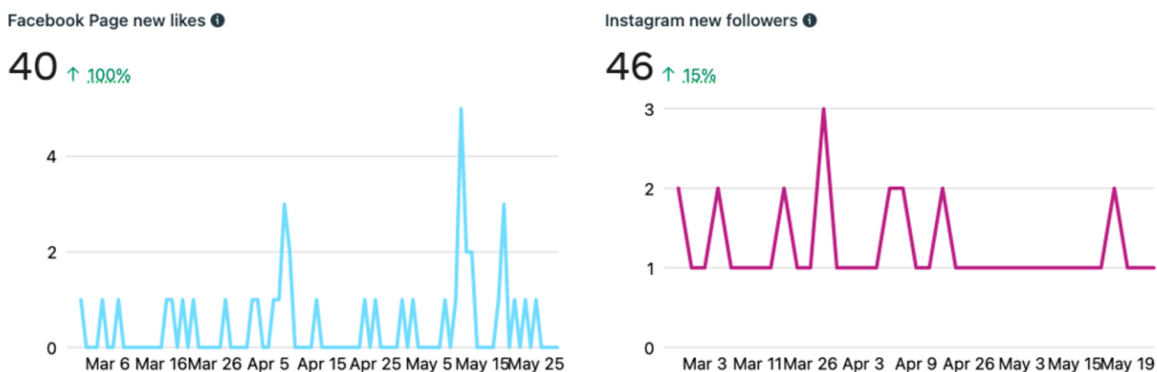 Facebook Page new likes
40 ↑ 100%
4
2
0
Mar 6 Mar 16 Mar 26 Apr 5 Apr 15 Apr 25 May 5 May 15 May 25
Instagram new followers
46 ↑ 15%
3
2
1
0
Mar 3 Mar 11 Mar 26 Apr 3 Apr 9 Apr 26 May 3 May 15 May 19